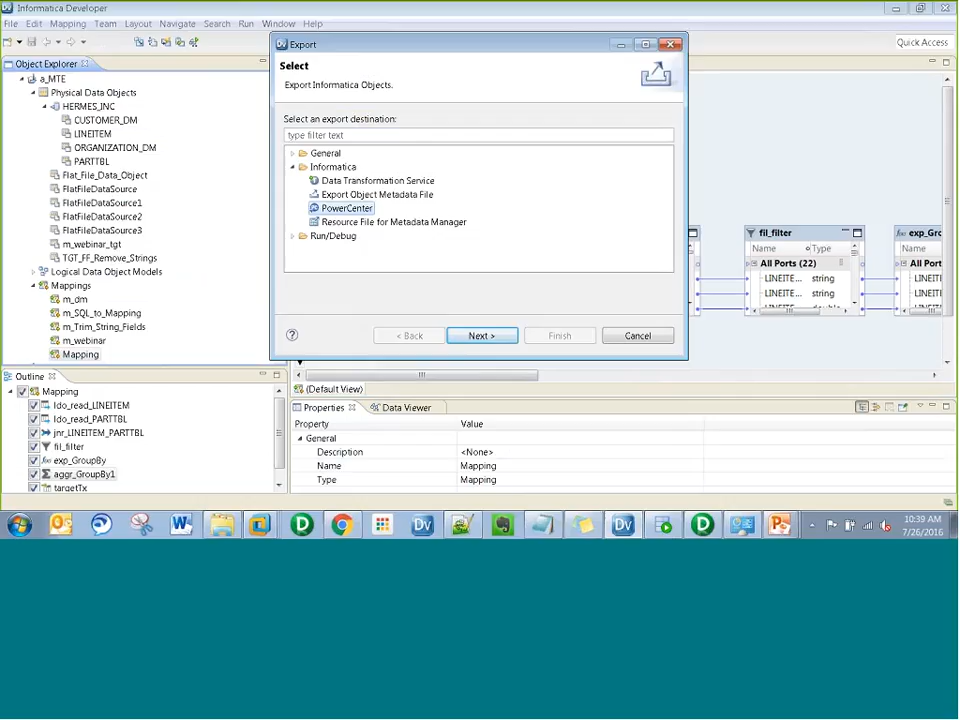 Informatica Developer
File Edit Mapping Team Layout Navigate Search Run Window Help
Quick Access
Object Explorer
a_MTE
Physical Data Objects
HERMES_INC
CUSTOMER_DM
LINEITEM
ORGANIZATION_DM
PARTTBL
Flat_File_Data_Object
FlatFileDataSource
FlatFileDataSource1
FlatFileDataSource2
FlatFileDataSource3
m_webinar_tgt
TGT_FF_Remove_Strings
Logical Data Object Models
Mappings
m_dm
m_SQL_to_Mapping
m_Trim_String_Fields
m_webinar
Mapping
Export
Select
Export Informatica Objects.
Select an export destination:
type filter text
General
Informatica
Data Transformation Service
Export Object Metadata File
PowerCenter
Resource File for Metadata Manager
Run/Debug
< Back Next > Finish Cancel
fil_filter
Name Type
All Ports (22)
LINEITE... string
LINEITE... string
exp_Gro
Name
All Port
LINEITE
LINEITE
Outline
Mapping
ldo_read_LINEITEM
ldo_read_PARTTBL
jnr_LINEITEM_PARTTBL
fil_filter
exp_GroupBy
aggr_GroupBy1
targetTx
(Default View)
Properties Data Viewer
Property Value
General
Description <None>
Name Mapping
Type Mapping
10:39 AM
7/26/2016